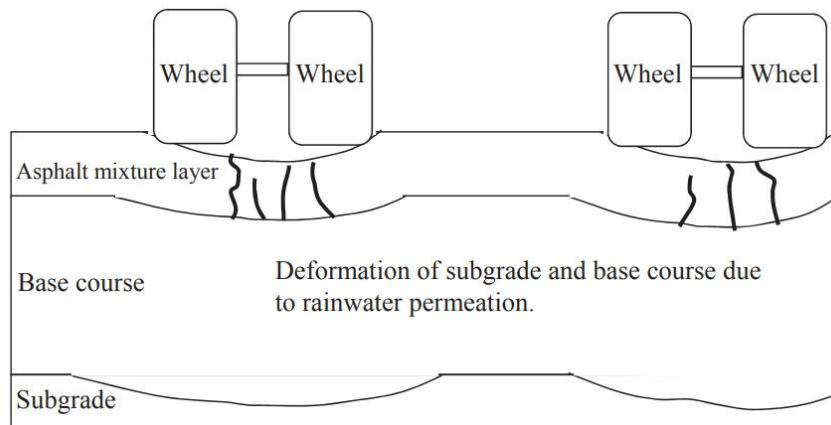 Wheel
Wheel
Wheel
Wheel
Asphalt mixture layer
Base course
Deformation of subgrade and base course due
to rainwater permeation.
Subgrade